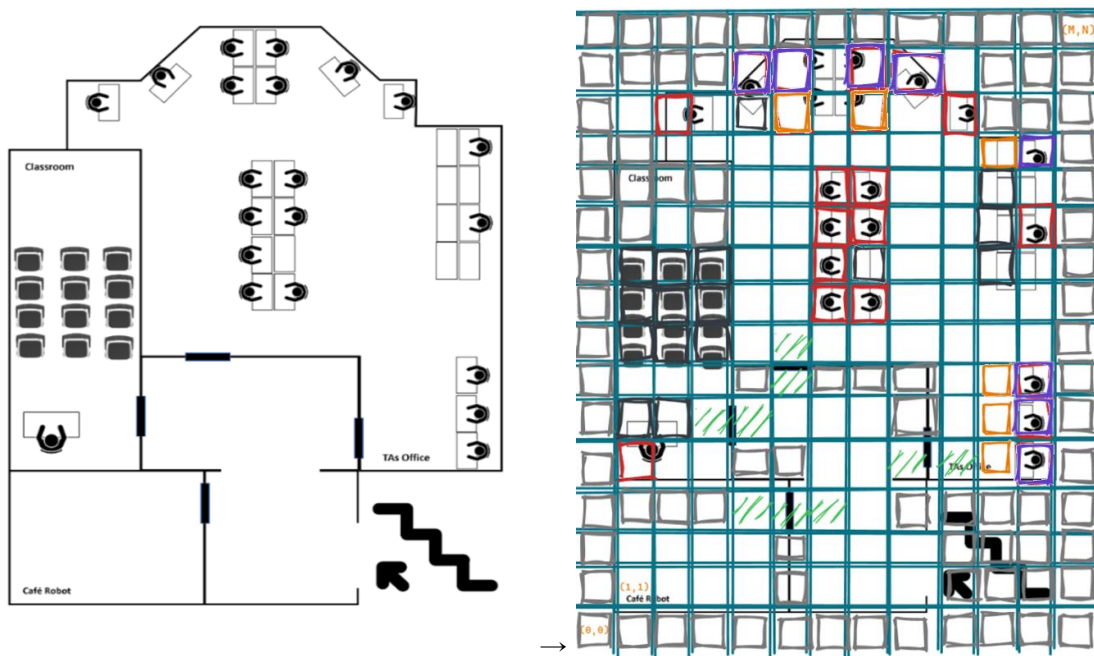 Classroom
TAs Office
Café Robot
→
(M,N)
Classroom
TAs Office
(1,1)
Café Robot
(0,0)